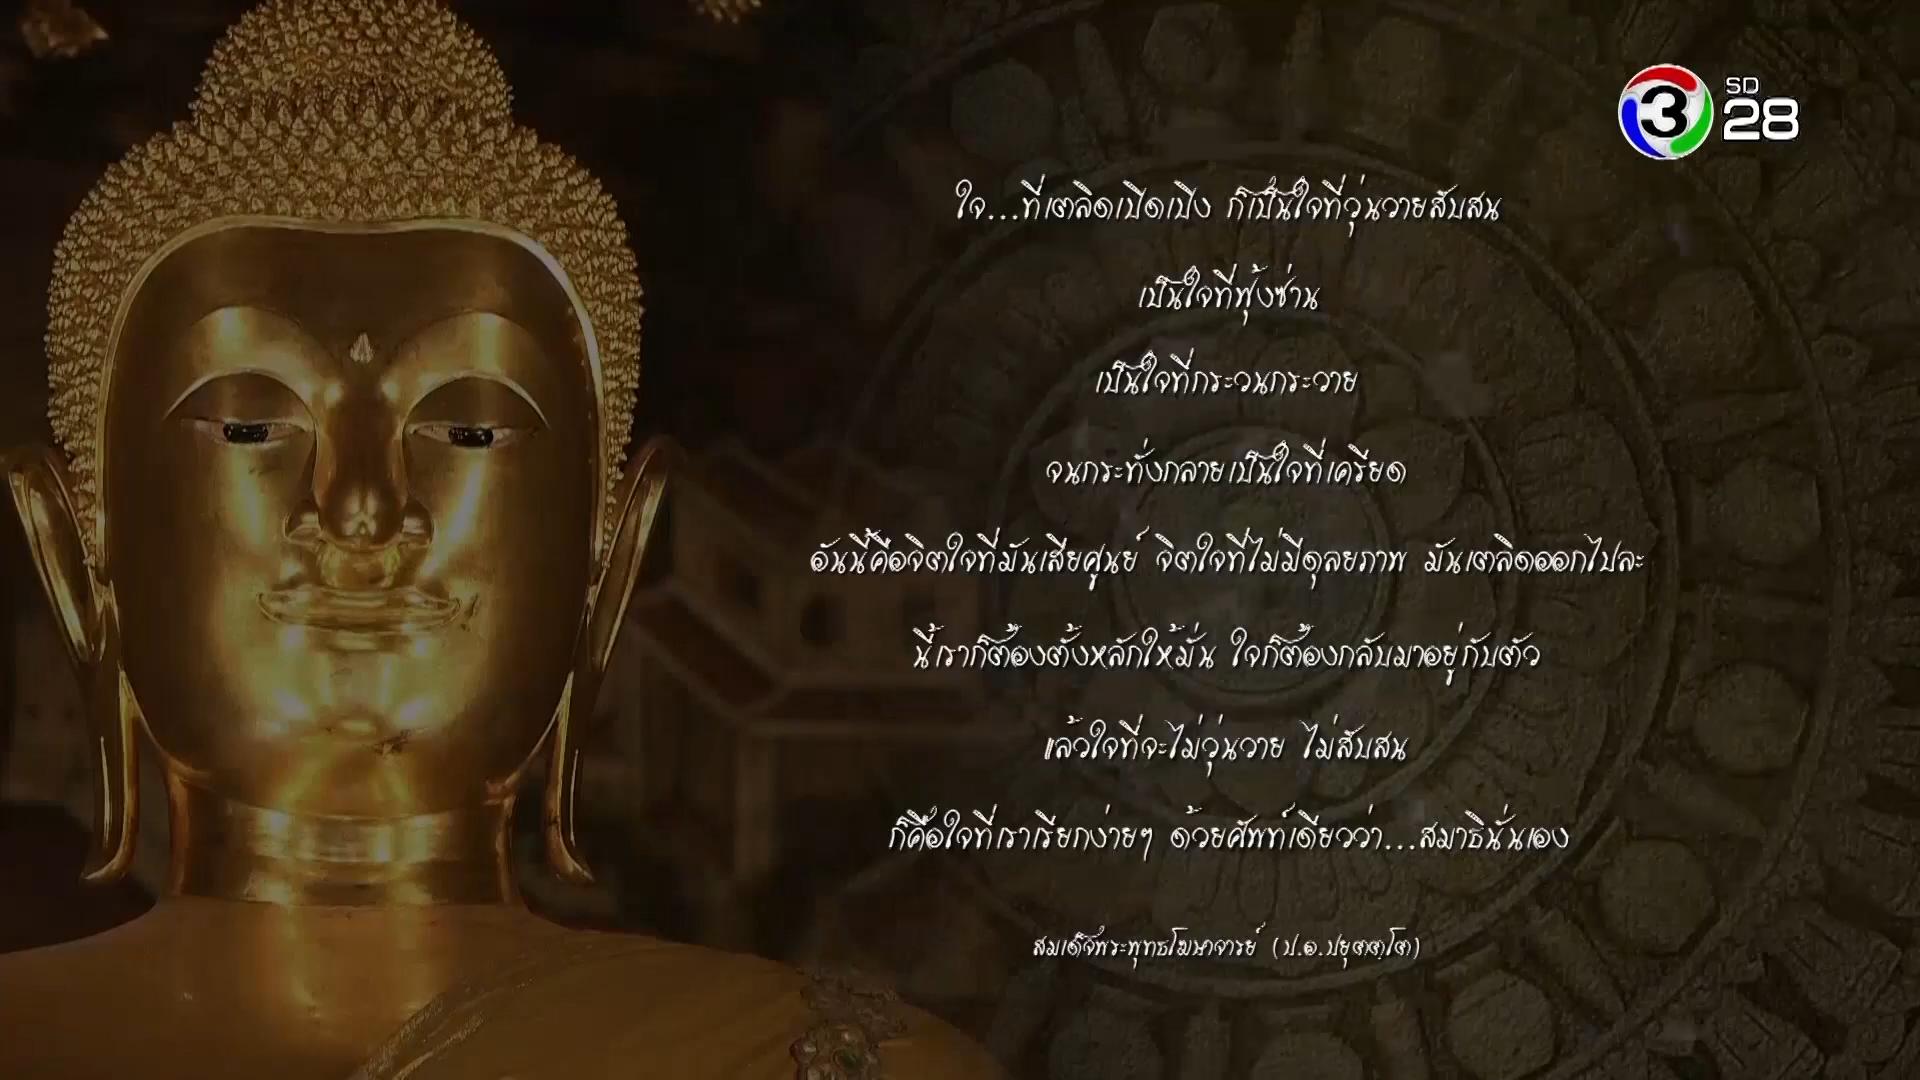 3
SD
28
ใจ...ที่เตลิดเปิดเปิง ก็เป็นใจที่วุ่นวายสับสน
เป็นใจที่ฟุ้งซ่าน
เป็นใจที่กระวนกระวาย
จนกระทั่งกลายเป็นใจที่เครียด
อันนี้คือจิตใจที่มันเสียศูนย์ จิตใจที่ไม่มีดุลยภาพ มันเตลิดออกไปละ
นี้เราก็ต้องตั้งหลักให้มั่น ใจก็ต้องกลับมาอยู่กับตัว
แล้วใจที่จะไม่วุ่นวาย ไม่สับสน
ก็คือใจที่เราเรียกง่ายๆ ด้วยศัพท์เดียวว่า...สมาธินั่นเอง
สมเด็จพระพุทธโฆษาจารย์ (ป.อ.ปยุตฺโต)